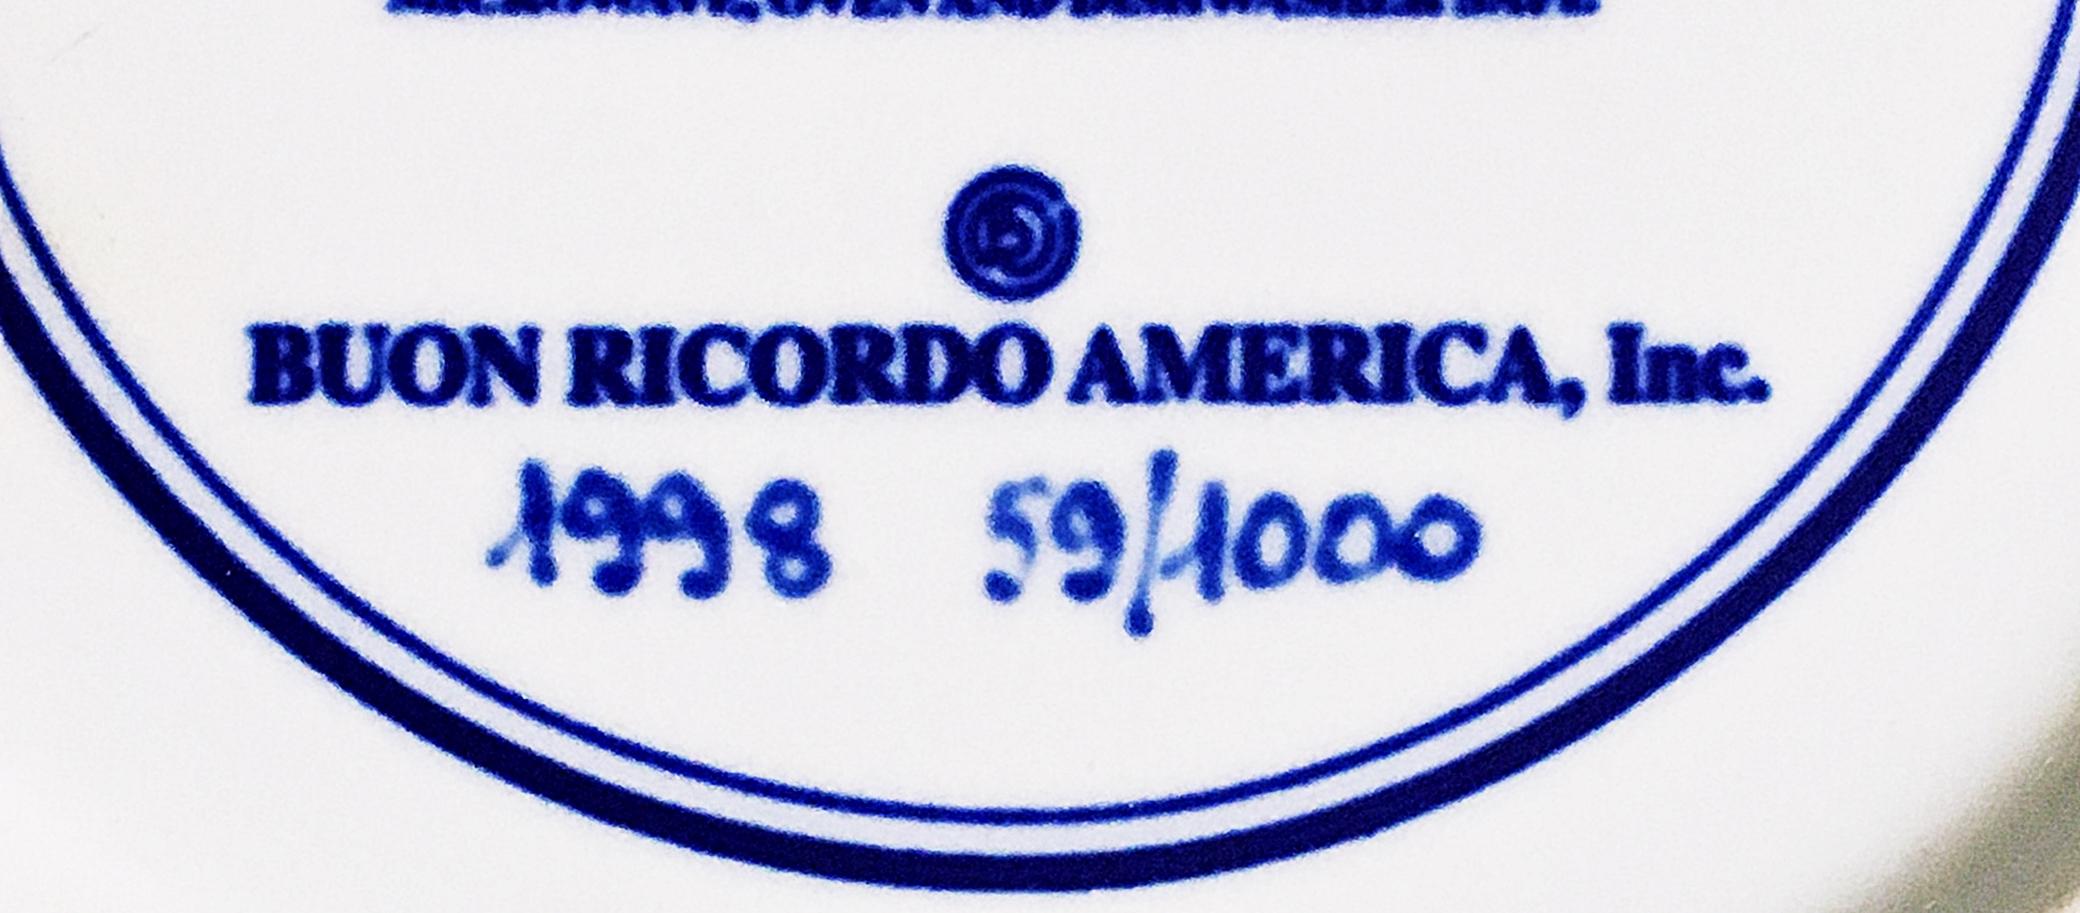 BUON RICORDO AMERICA, Inc.
1998 59/1000